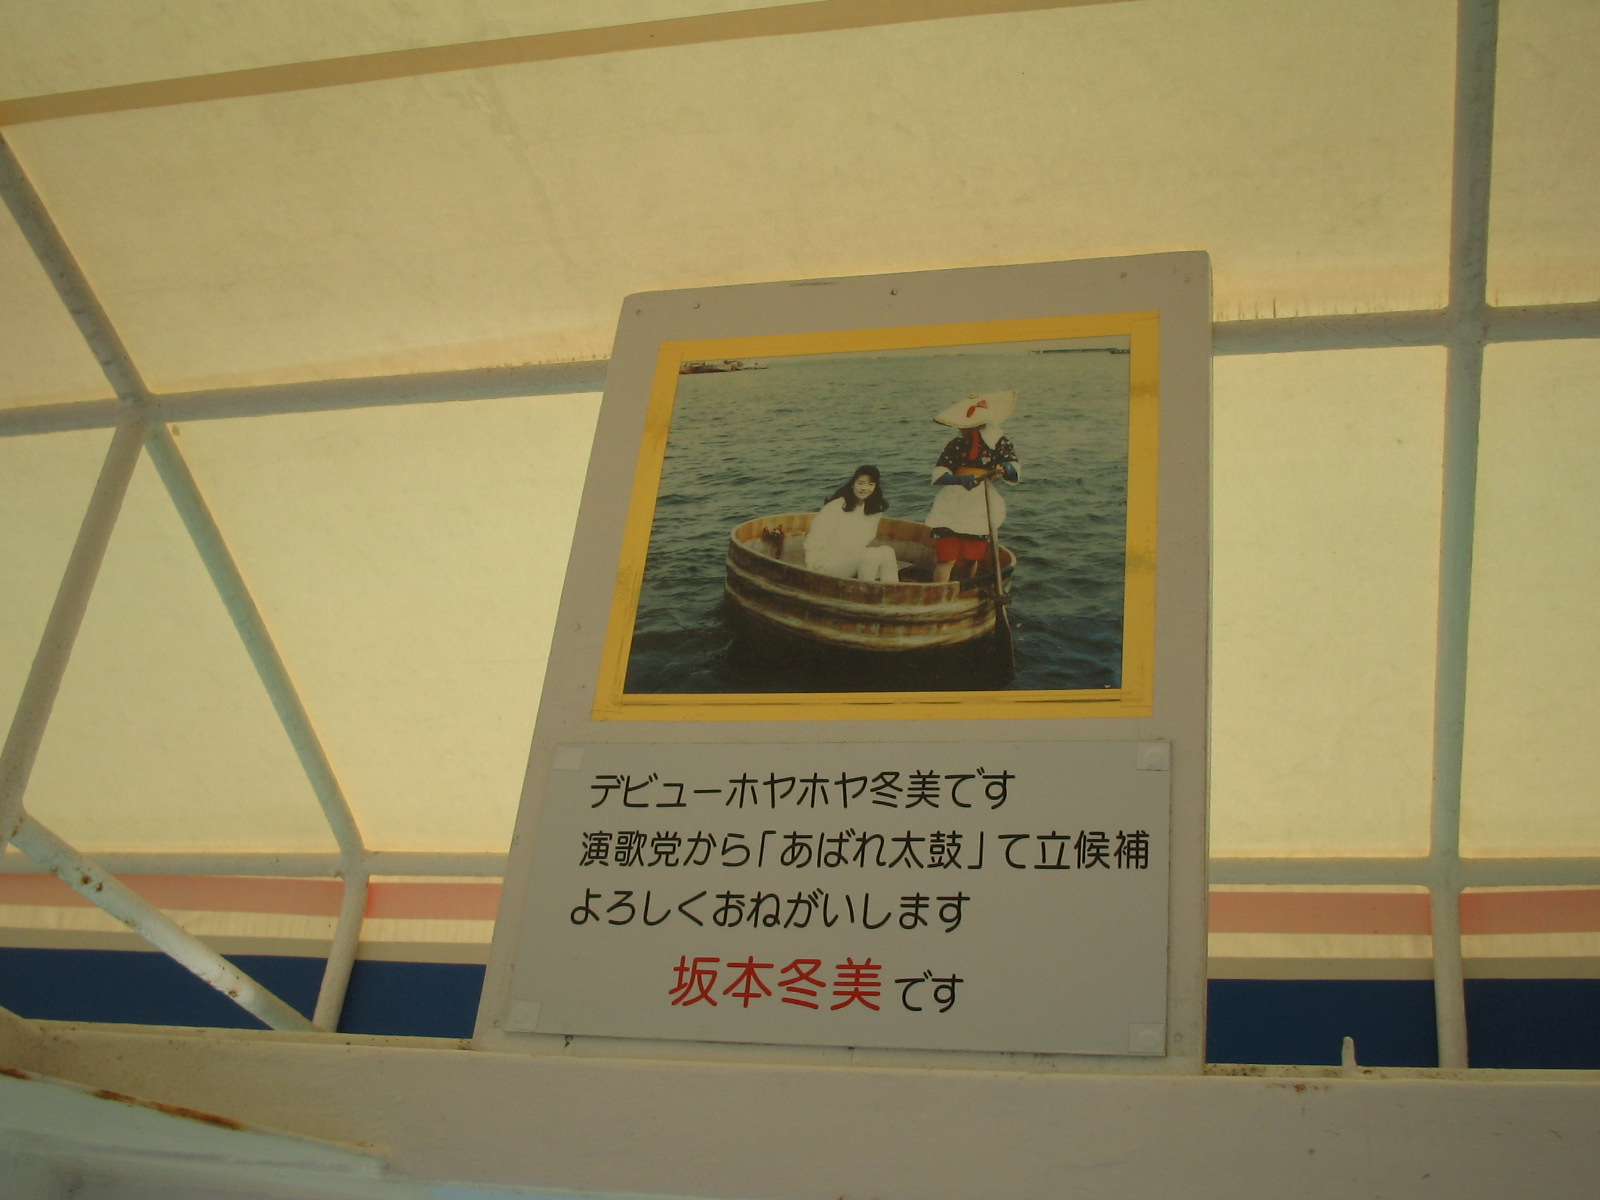 デビューホヤホヤ冬美です
演歌党から「あばれ太鼓」て立候補
よろしくおねがいします
坂本冬美です